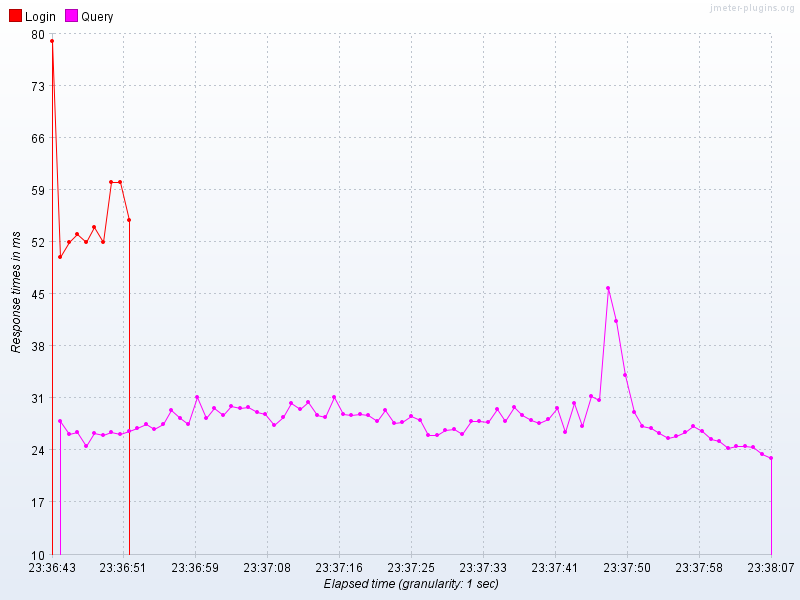 Login Query
jmeter-plugins.org
80
73
66
59
52
45
38
31
24
17
10
Response times in ms
23:36:43 23:36:51 23:36:59 23:37:08 23:37:16 23:37:25 23:37:33 23:37:41 23:37:50 23:37:58 23:38:07
Elapsed time (granularity: 1 sec)